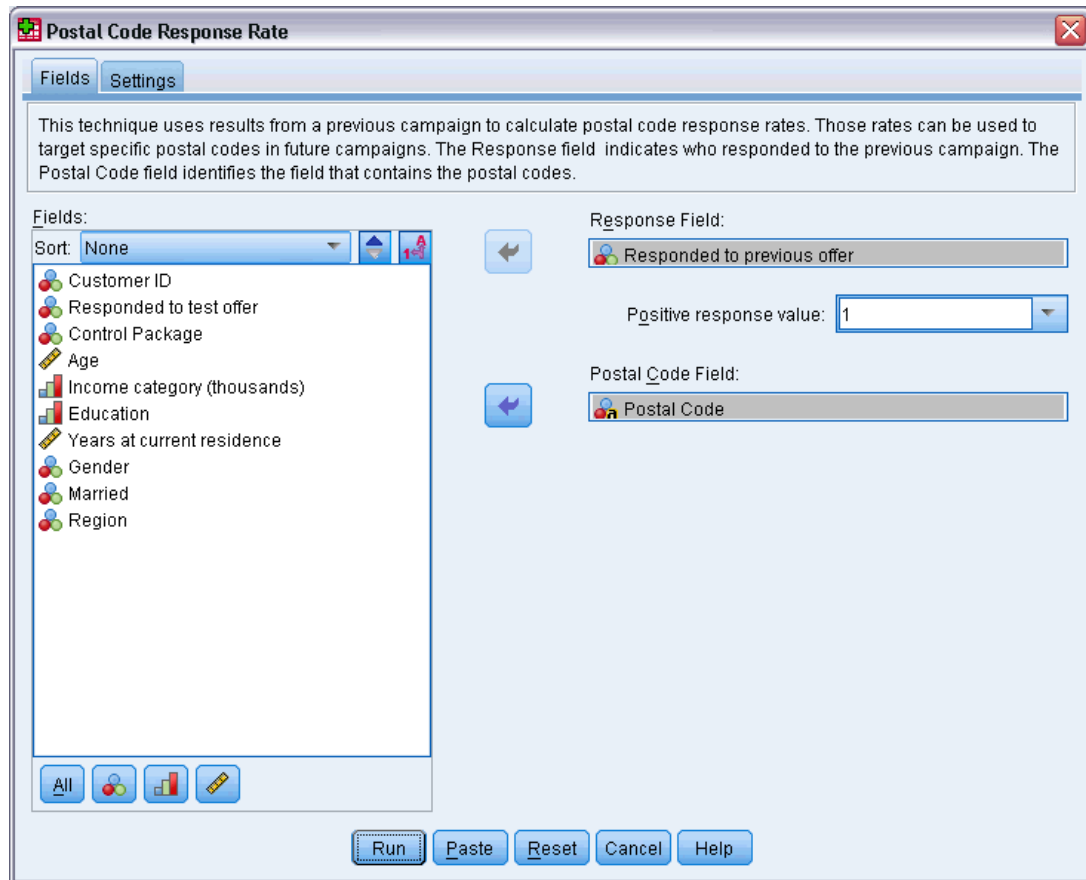 Postal Code Response Rate
Fields Settings
This technique uses results from a previous campaign to calculate postal code response rates. Those rates can be used to
target specific postal codes in future campaigns. The Response field indicates who responded to the previous campaign. The
Postal Code field identifies the field that contains the postal codes.
Fields:
Sort: None
Customer ID
Responded to test offer
Control Package
Age
Income category (thousands)
Education
Years at current residence
Gender
Married
Region
All
Response Field:
Responded to previous offer
Positive response value: 1
Postal Code Field:
Postal Code
Run Paste Reset Cancel Help